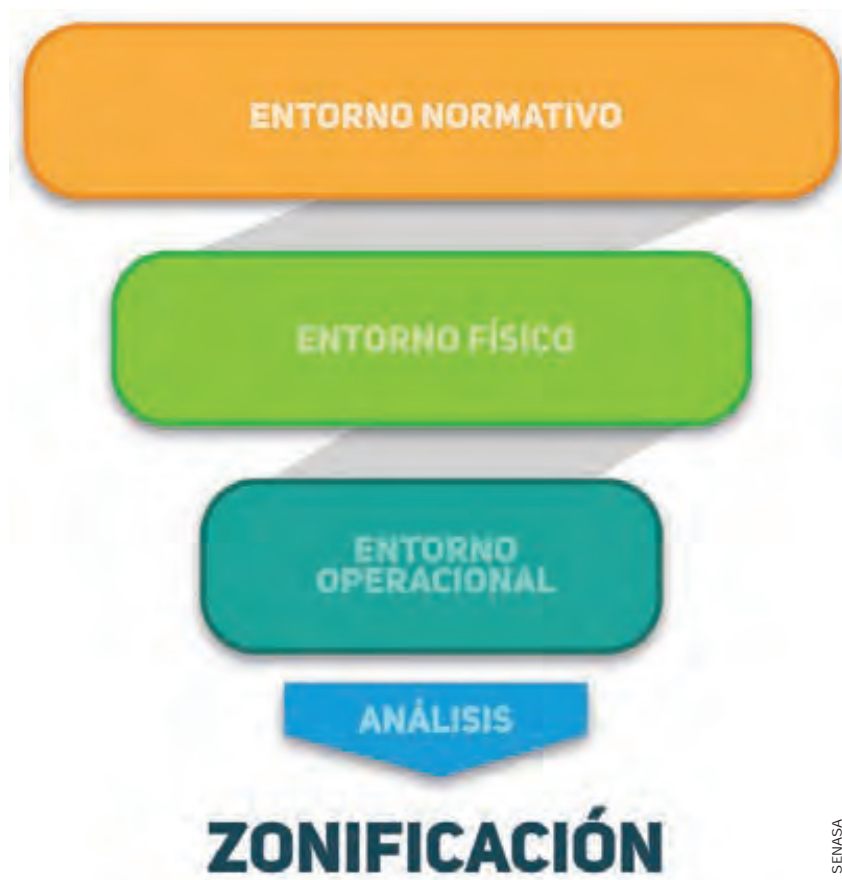 ENTORNO NORMATIVO
ENTORNO FÍSICO
ENTORNO
OPERACIONAL
ANÁLISIS
ZONIFICACIÓN
SENASA